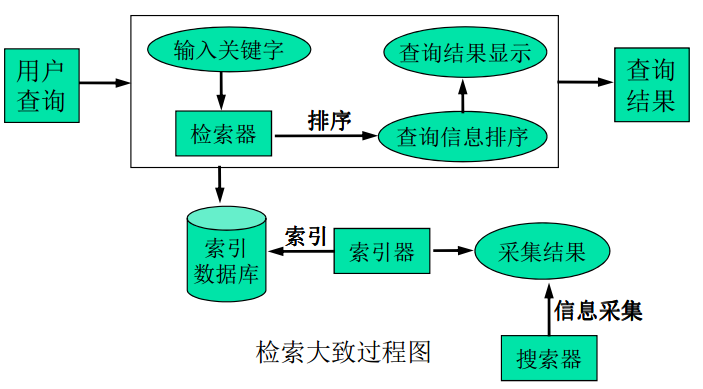 用户
查询
输入关键字
检索器
排序
查询结果显示
查询信息排序
查询
结果
索引
数据库
索引
索引器
采集结果
信息采集
搜索器
检索大致过程图